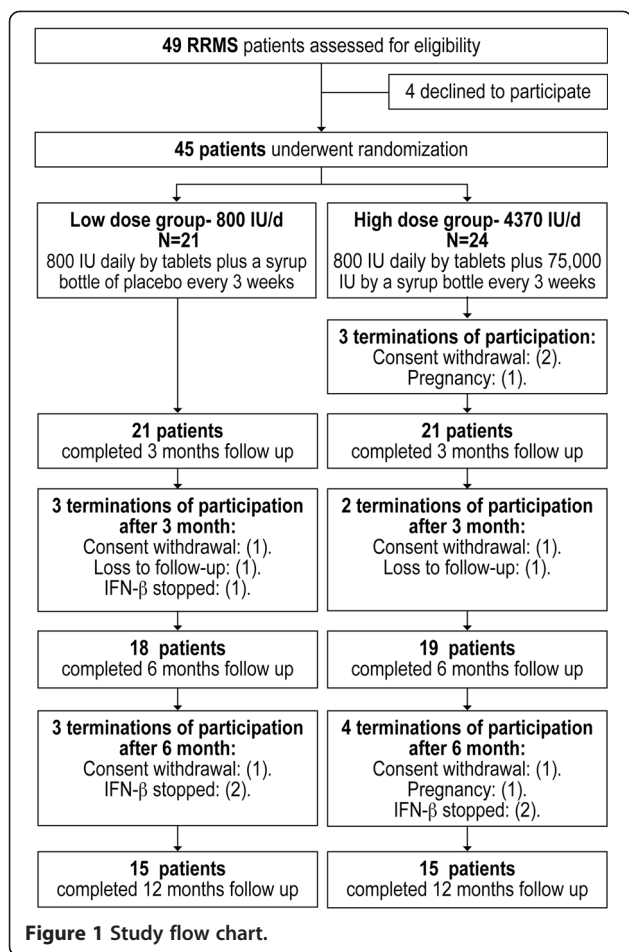 49 RRMS patients assessed for eligibility
4 declined to participate
45 patients underwent randomization
Low dose group- 800 IU/d
N=21
800 IU daily by tablets plus a syrup
bottle of placebo every 3 weeks
High dose group- 4370 IU/d
N=24
800 IU daily by tablets plus 75,000
IU by a syrup bottle every 3 weeks
3 terminations of participation:
Consent withdrawal: (2).
Pregnancy: (1).
21 patients
completed 3 months follow up
21 patients
completed 3 months follow up
3 terminations of participation
after 3 month:
Consent withdrawal: (1).
Loss to follow-up: (1).
IFN-β stopped: (1).
2 terminations of participation
after 3 month:
Consent withdrawal: (1).
Loss to follow-up: (1).
18 patients
completed 6 months follow up
19 patients
completed 6 months follow up
3 terminations of participation
after 6 month:
Consent withdrawal: (1).
IFN-β stopped: (2).
4 terminations of participation
after 6 month:
Consent withdrawal: (1).
Pregnancy: (1).
IFN-β stopped: (2).
15 patients
completed 12 months follow up
15 patients
completed 12 months follow up
Figure 1 Study flow chart.